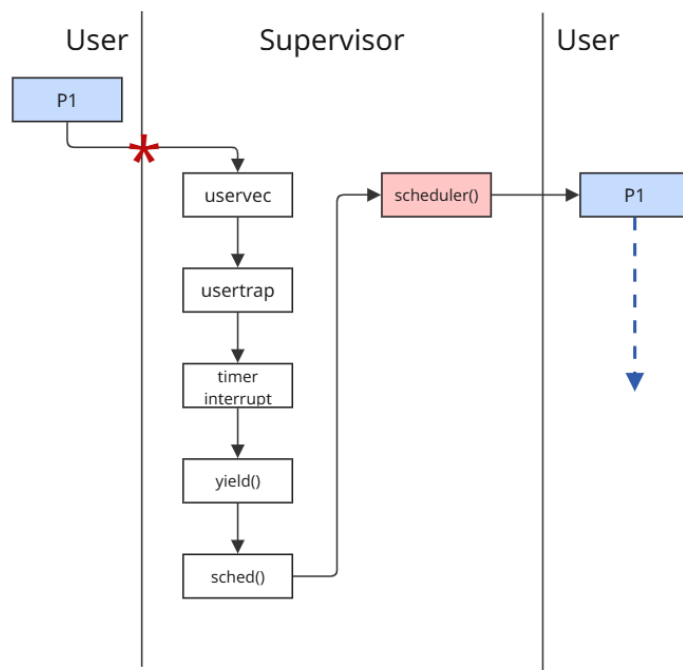 User
Supervisor
User
P1
uservec
scheduler()
P1
usertrap
timer
interrupt
yield()
sched()